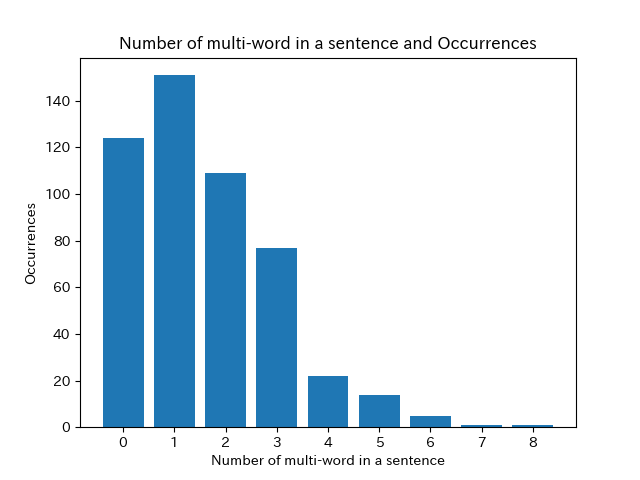 Number of multi-word in a sentence and Occurrences
Occurrences
140
120
100
80
60
40
20
0
0 1 2 3 4 5 6 7 8
Number of multi-word in a sentence